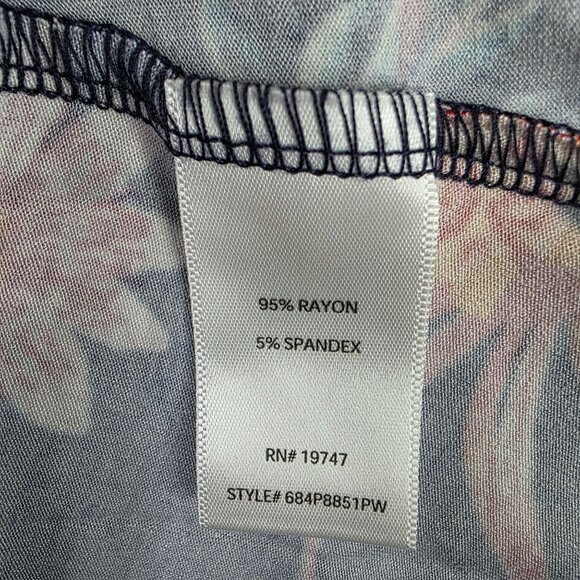 95% RAYON
5% SPANDEX
RN# 19747
STYLE# 684P8851PW